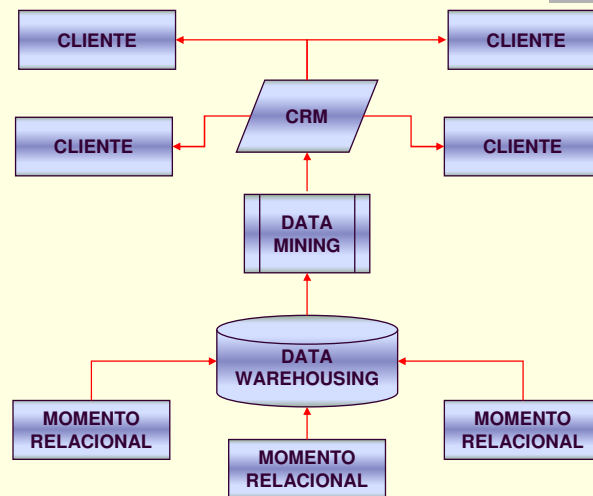 CLIENTE
CLIENTE
CRM
CLIENTE
CLIENTE
DATA
MINING
DATA
WAREHOUSING
MOMENTO
RELACIONAL
MOMENTO
RELACIONAL
MOMENTO
RELACIONAL